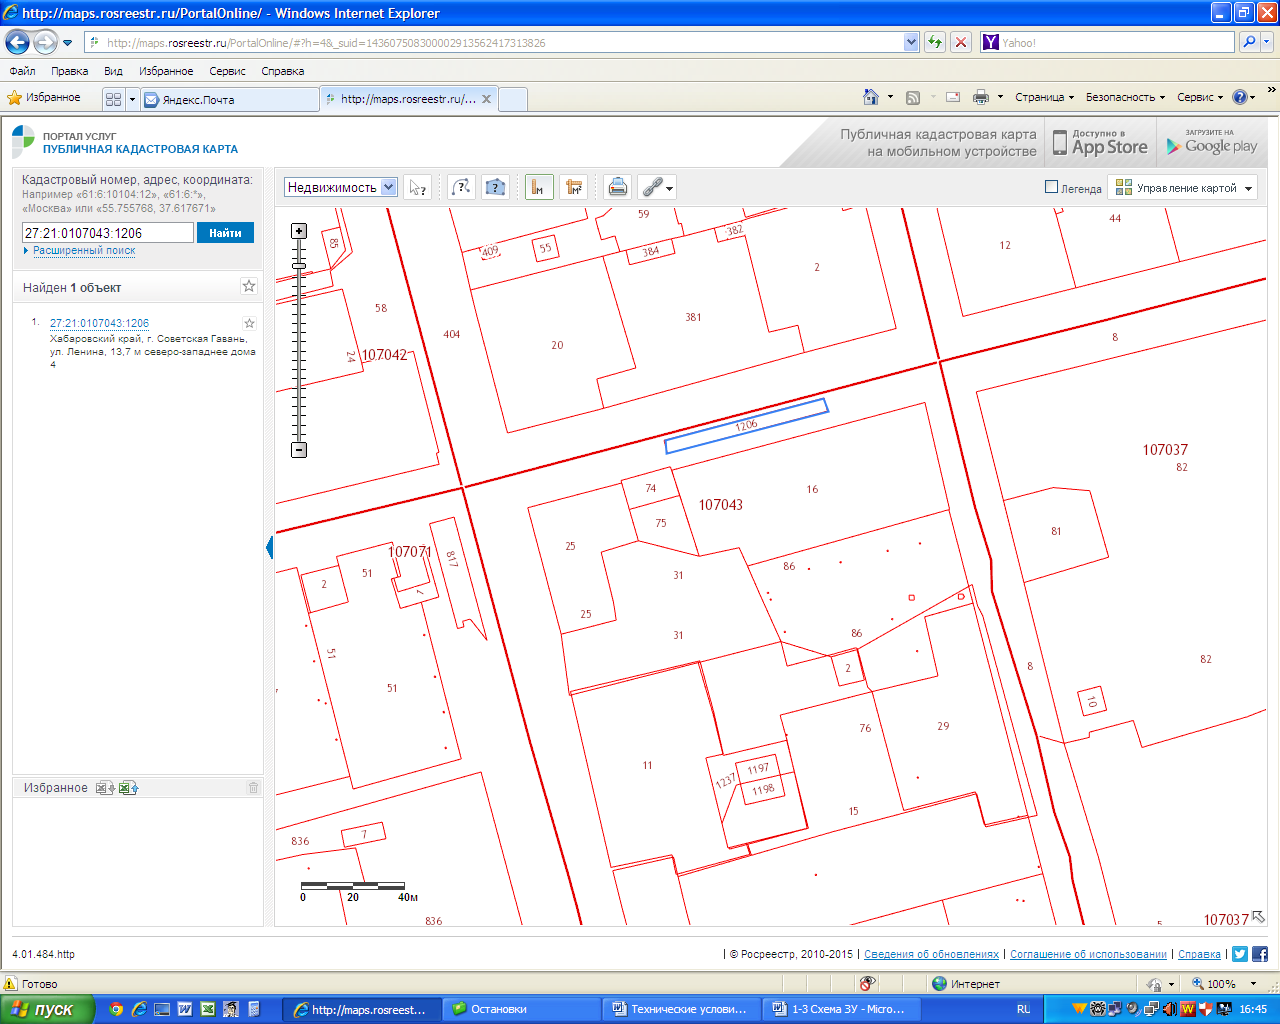 http://maps.rosreestr.ru/PortalOnline/ - Windows Internet Explorer
http://maps.rosreestr.ru/PortalOnline/#?h=4&_suid=143607508300002913562417313826
Yahoo!
Файл Правка Вид Избранное Сервис Справка
Избранное
Яндекс.Почта
http://maps.rosreestr.ru/...
Страница Безопасность Сервис
ПОРТАЛ УСЛУГ
ПУБЛИЧНАЯ КАДАСТРОВАЯ КАРТА
Публичная кадастровая карта
на мобильном устройстве
Доступно в
App Store
ЗАГРУЗИТЕ НА
Google play
Кадастровый номер, адрес, координата:
Например «61:6:10104:12», «61:6:*»,
«Москва» или «55.755768, 37.617671»
27:21:0107043:1206
Найти
Расширенный поиск
Найден 1 объект
1. 27:21:0107043:1206
Хабаровский край, г. Советская Гавань,
ул. Ленина, 13,7 м северо-западнее дома
4
Избранное
Недвижимость
Легенда
Управление картой
85
409
55
59
384
382
2
12
44
58
404
20
381
24
107042
8
1206
107037
82
74
75
107043
16
25
31
86
81
107071
817
2
51
1
25
31
86
2
51
51
8
82
10
11
76
29
1237
1197
1198
15
836
7
836
5
107037
0 20 40м
4.01.484.http
| © Росреестр, 2010-2015 | Сведения об обновлениях | Соглашение об использовании | Справка |
Готово
Интернет
100%
пуск
http://maps.rosreest...
Остановки
Технические услови...
1-3 Схема ЗУ - Micro...
RU
16:45